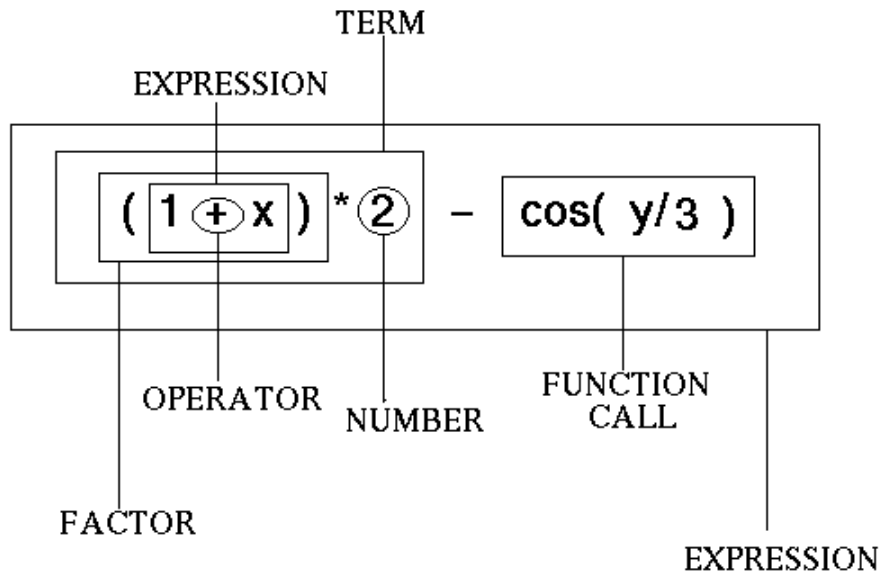 TERM
EXPRESSION
( 1 + x ) * 2 - cos( y/3 )
OPERATOR
NUMBER
FUNCTION
CALL
FACTOR
EXPRESSION